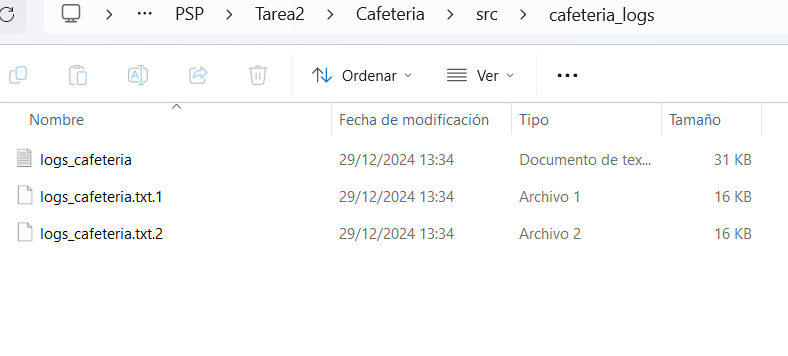 ··· PSP Tarea2 Cafeteria src cafeteria_logs
Ordenar Ver ···
Nombre Fecha de modificación Tipo Tamaño
logs_cafeteria 29/12/2024 13:34 Documento de tex... 31 KB
logs_cafeteria.txt.1 29/12/2024 13:34 Archivo 1 16 KB
logs_cafeteria.txt.2 29/12/2024 13:34 Archivo 2 16 KB